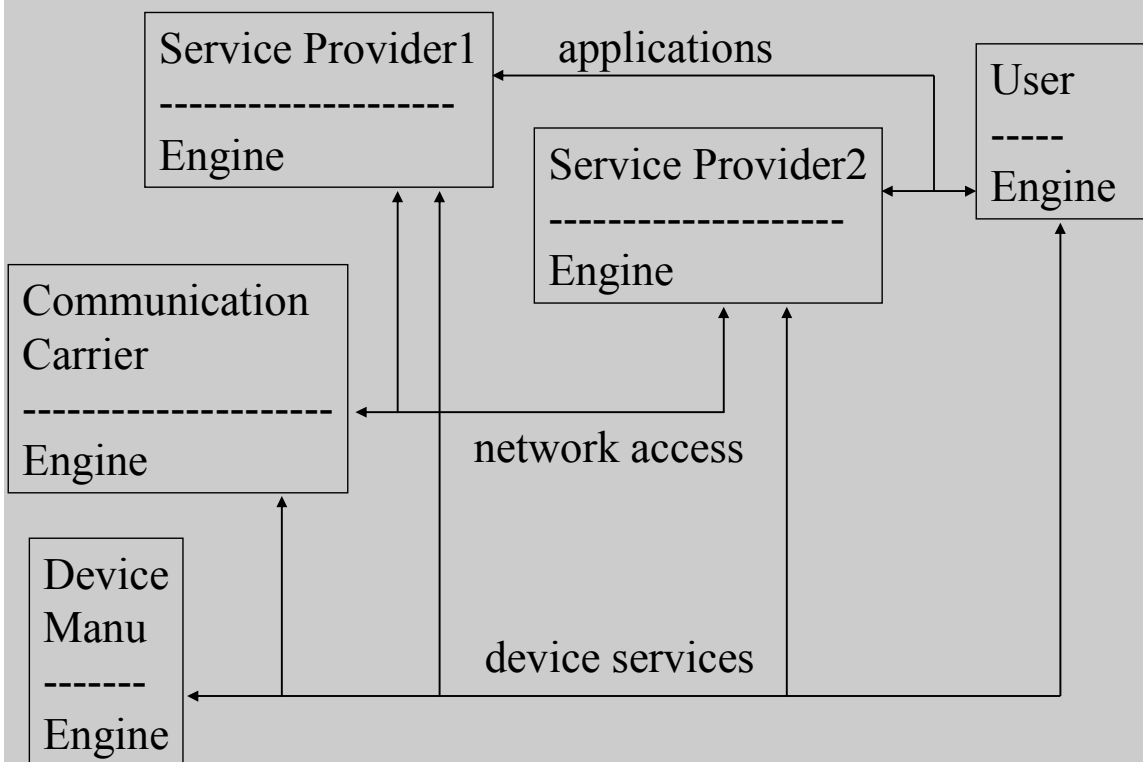 Service Provider1
--------------------
Engine
applications
User
-----
Engine
Service Provider2
--------------------
Engine
Communication
Carrier
---------------------
Engine
network access
Device
Manu
-------
Engine
device services